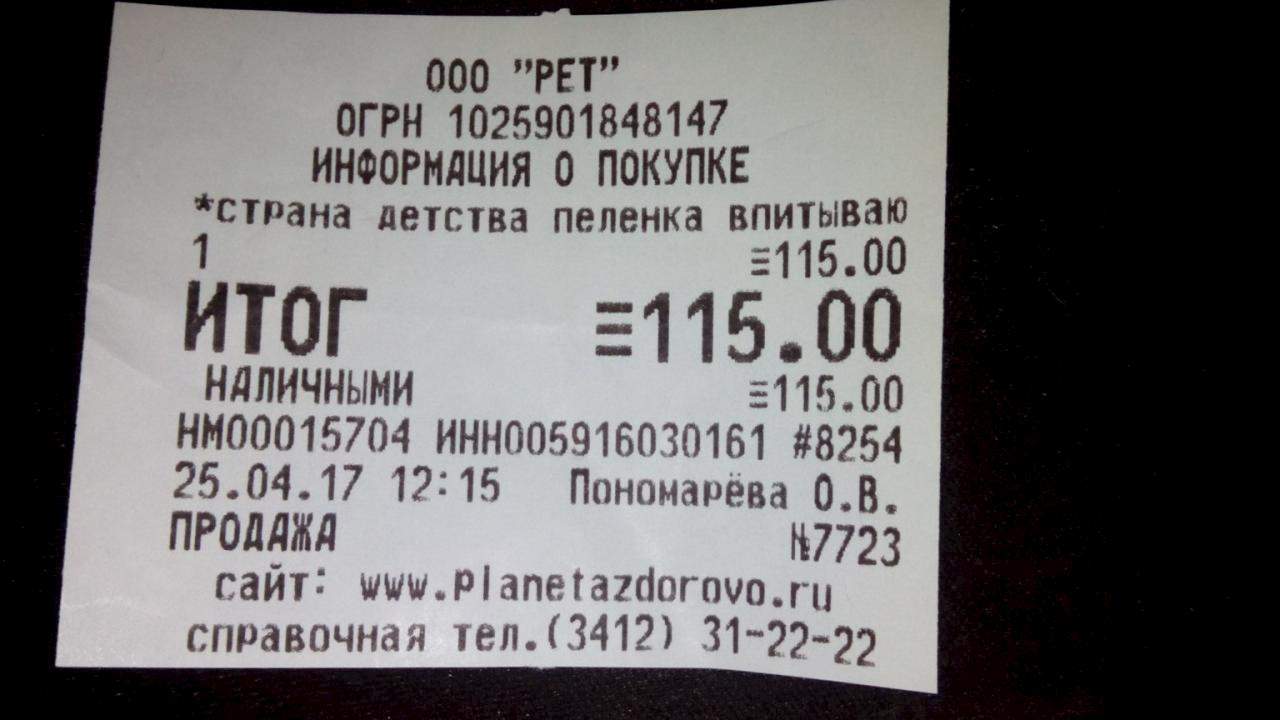 ООО "РЕТ"
ОГРН 1025901848147
ИНФОРМАЦИЯ О ПОКУПКЕ
*страна детства пеленка впитываю
1 ≡115.00
ИТОГ ≡115.00
НАЛИЧНЫМИ ≡115.00
НМ00015704 ИНН005916030161 #8254
25.04.17 12:15 Пономарёва О.В.
ПРОДАЖА №7723
сайт: www.planetazdorovo.ru
справочная тел.(3412) 31-22-22